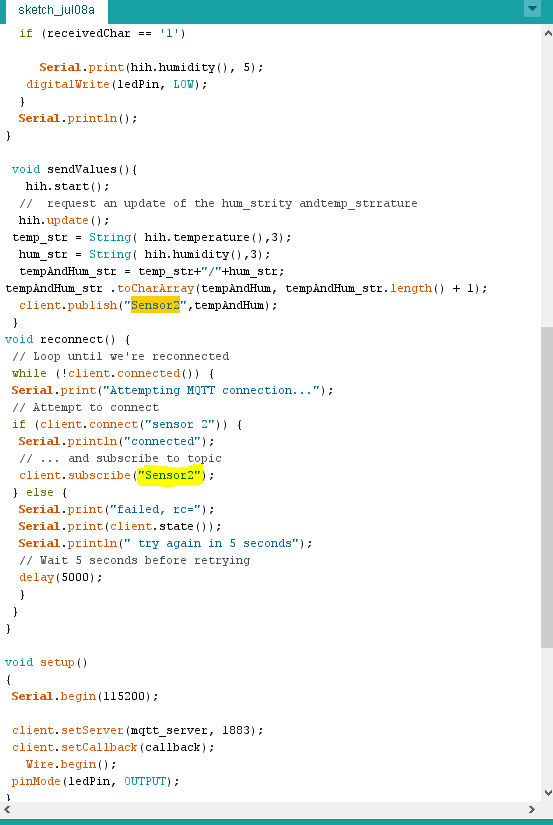 sketch_jul08a
if (receivedChar == '1')
Serial.print(hih.humidity(), 5);
digitalWrite(ledPin, LOW);
}
Serial.println();
}
void sendValues(){
hih.start();
//  request an update of the hum_strity andtemp_strrature
hih.update();
temp_str = String( hih.temperature(),3);
hum_str = String( hih.humidity(),3);
tempAndHum_str = temp_str+"/"+hum_str;
tempAndHum_str .toCharArray(tempAndHum, tempAndHum_str.length() + 1);
client.publish("Sensor2",tempAndHum);
}
void reconnect() {
// Loop until we're reconnected
while (!client.connected()) {
Serial.print("Attempting MQTT connection...");
// Attempt to connect
if (client.connect("sensor 2")) {
Serial.println("connected");
// ... and subscribe to topic
client.subscribe("Sensor2");
} else {
Serial.print("failed, rc=");
Serial.print(client.state());
Serial.println(" try again in 5 seconds");
// Wait 5 seconds before retrying
delay(5000);
}
}
}
void setup()
{
Serial.begin(115200);
client.setServer(mqtt_server, 1883);
client.setCallback(callback);
Wire.begin();
pinMode(ledPin, OUTPUT);
}